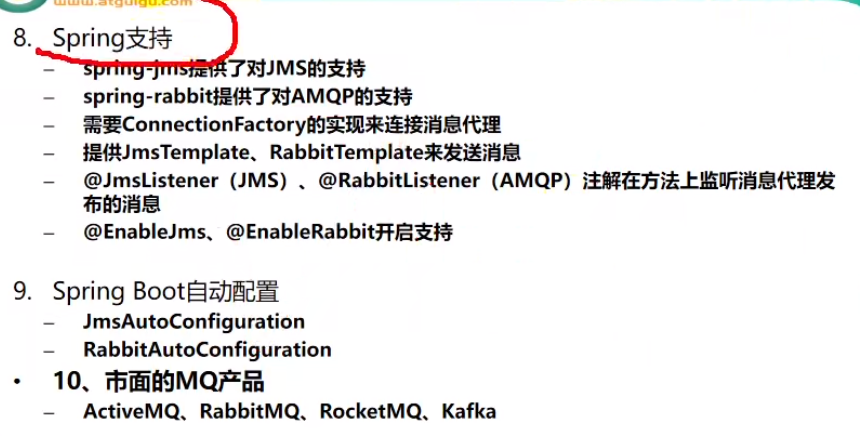 www.atguigu.com
8. Spring支持
– spring-jms提供了对JMS的支持
– spring-rabbit提供了对AMQP的支持
– 需要ConnectionFactory的实现来连接消息代理
– 提供JmsTemplate、RabbitTemplate来发送消息
– @JmsListener（JMS）、@RabbitListener（AMQP）注解在方法上监听消息代理发
布的消息
– @EnableJms、@EnableRabbit开启支持
9. Spring Boot自动配置
– JmsAutoConfiguration
– RabbitAutoConfiguration
• 10、市面的MQ产品
– ActiveMQ、RabbitMQ、RocketMQ、Kafka